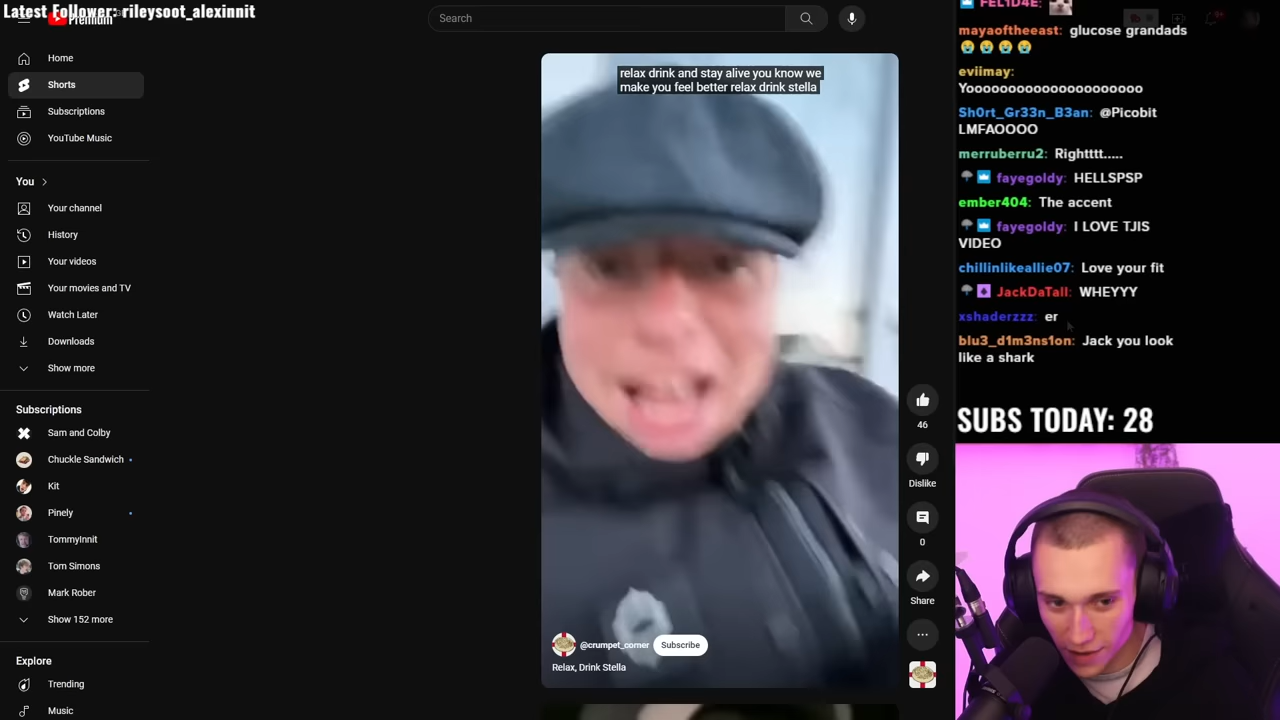 Latest Follower: rileysoot_alexinnit
Premium
Search
Home
Shorts
Subscriptions
YouTube Music
You
Your channel
History
Your videos
Your movies and TV
Watch Later
Downloads
Show more
Subscriptions
Sam and Colby
Chuckle Sandwich
Kit
Pinely
TommyInnit
Tom Simons
Mark Rober
Show 152 more
Explore
Trending
Music
relax drink and stay alive you know we
make you feel better relax drink stella
46
Dislike
0
Share
@crumpet_corner Subscribe
Relax, Drink Stella
FEL1D4E:
mayaoftheeast: glucose grandads
😭😭😭😭
eviimay:
Yooooooooooooooooooooo
Sh0rt_Gr33n_B3an: @Picobit
LMFAOOOO
merruberru2: Rightttt.....
fayegoldy: HELLSPSP
ember404: The accent
fayegoldy: I LOVE TJIS
VIDEO
chillinlikeallie07: Love your fit
JackDaTall: WHEYYY
xshaderzzz: er
blu3_d1m3ns1on: Jack you look
like a shark
SUBS TODAY: 28